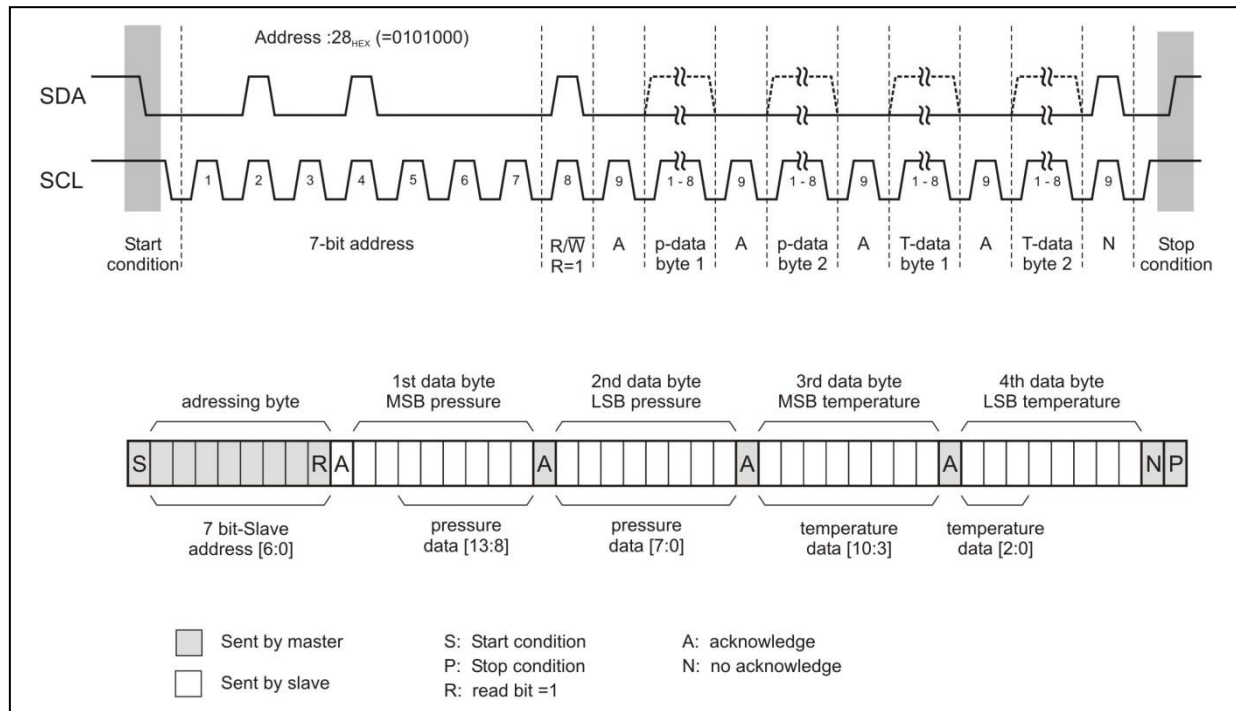 Address :28HEX (=0101000)
SDA
SCL
1 2 3 4 5 6 7 8 9 1 - 8 9 1 - 8 9 1 - 8 9 1 - 8 9
Start
condition
7-bit address
R/W
R=1
A
p-data
byte 1
A
p-data
byte 2
A
T-data
byte 1
A
T-data
byte 2
N
Stop
condition
adressing byte
1st data byte
MSB pressure
2nd data byte
LSB pressure
3rd data byte
MSB temperature
4th data byte
LSB temperature
S R A A A A N P
7 bit-Slave
address [6:0]
pressure
data [13:8]
pressure
data [7:0]
temperature
data [10:3]
temperature
data [2:0]
Sent by master
Sent by slave
S: Start condition
P: Stop condition
R: read bit =1
A: acknowledge
N: no acknowledge